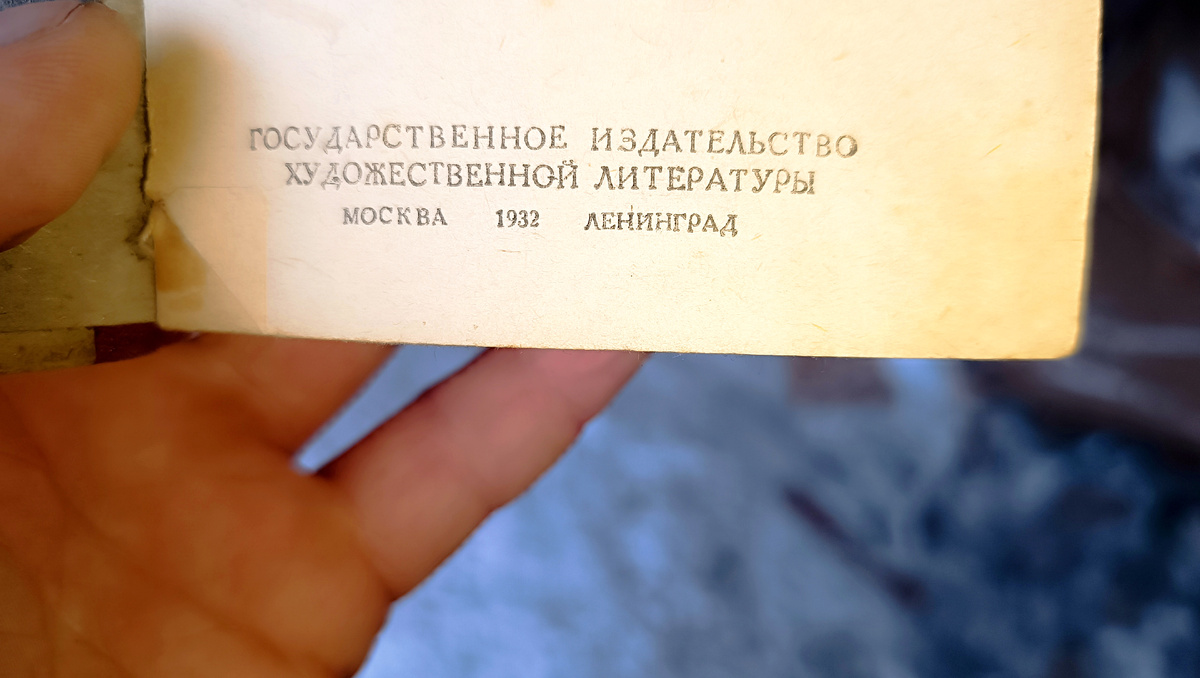 ГОСУДАРСТВЕННОЕ ИЗДАТЕЛЬСТВО
ХУДОЖЕСТВЕННОЙ ЛИТЕРАТУРЫ
МОСКВА 1932 ЛЕНИНГРАД